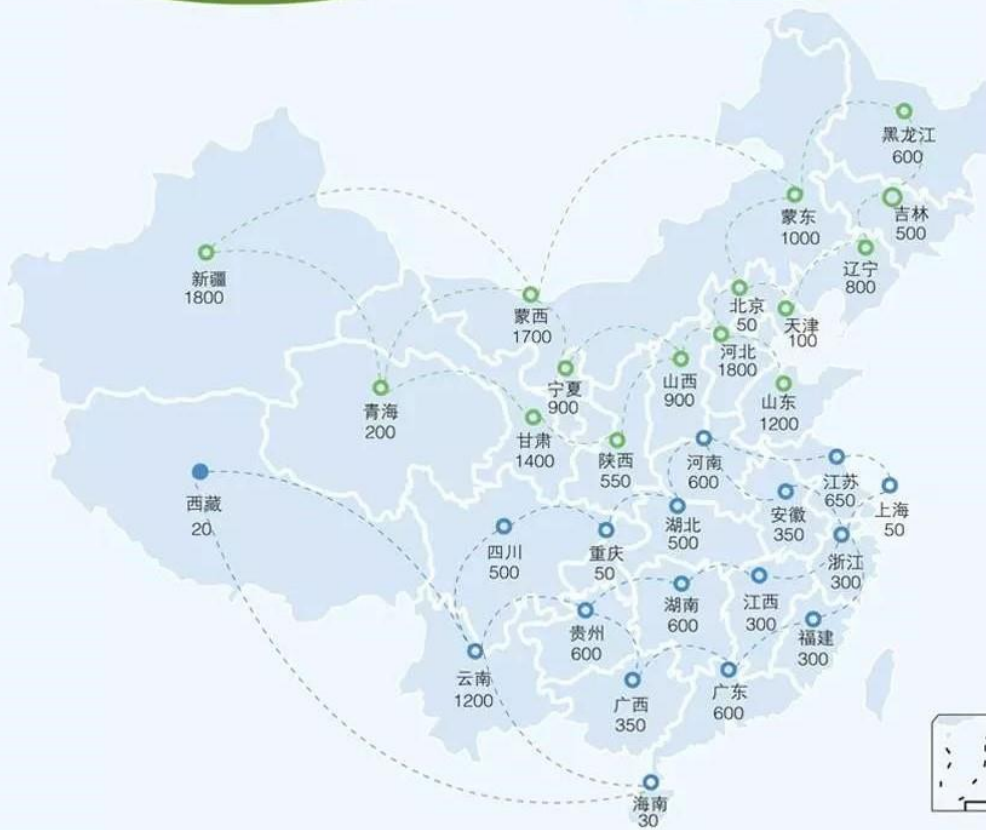 黑龙江
600
吉林
500
蒙东
1000
辽宁
800
新疆
1800
北京
50
天津
100
蒙西
1700
河北
1800
宁夏
900
山西
900
山东
1200
青海
200
甘肃
1400
陕西
550
河南
600
江苏
650
上海
50
西藏
20
安徽
350
湖北
500
四川
500
重庆
50
浙江
300
湖南
600
江西
300
贵州
600
福建
300
云南
1200
广西
350
广东
600
海南
30